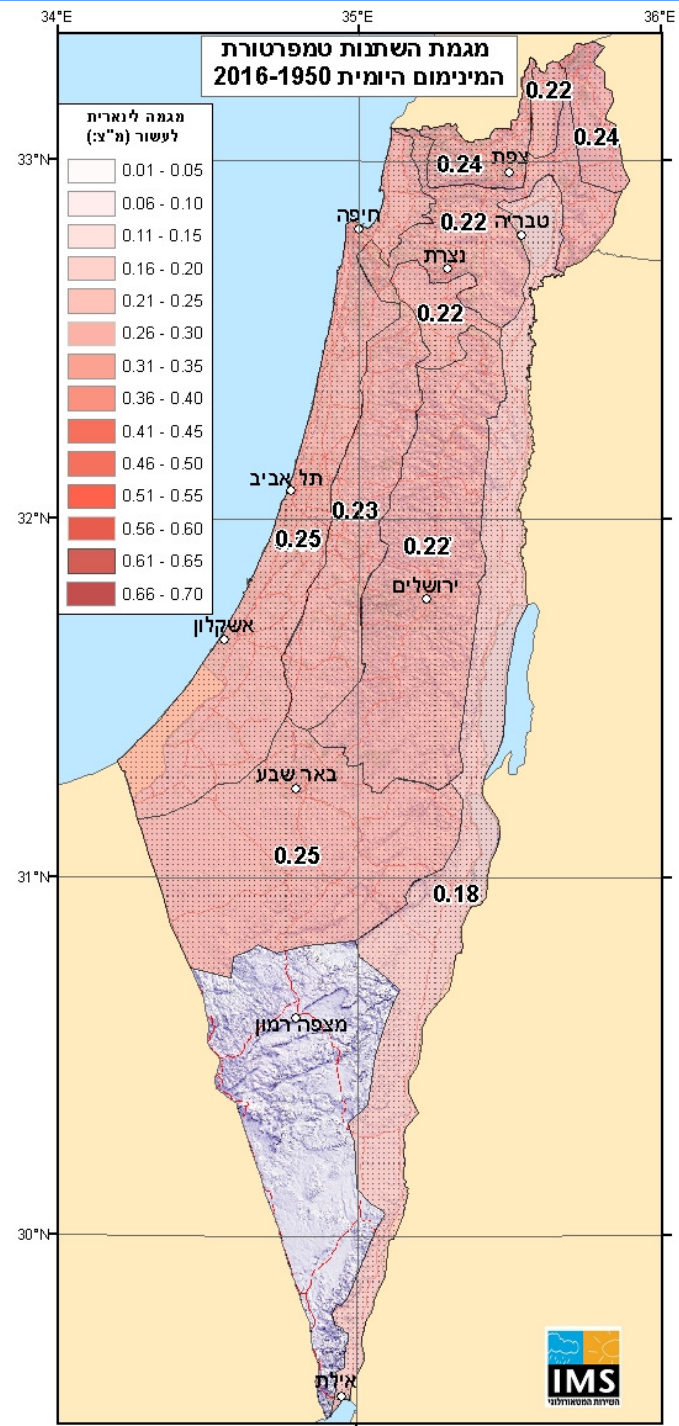 34°E
35°E
36°E
מגמת השתנות טמפרטורת
המינימום היומית 2016-1950
מגמה לינארית
לעשור (מ"צ:)
0.01 - 0.05
0.06 - 0.10
0.11 - 0.15
0.16 - 0.20
0.21 - 0.25
0.26 - 0.30
0.31 - 0.35
0.36 - 0.40
0.41 - 0.45
0.46 - 0.50
0.51 - 0.55
0.56 - 0.60
0.61 - 0.65
0.66 - 0.70
0.22
0.24
33°N
0.24
צפת
חיפה
0.22
טבריה
נצרת
0.22
תל אביב
0.23
32°N
0.25
0.22
ירושלים
אשקלון
באר שבע
0.25
31°N
0.18
מצפה רמון
30°N
אילת
IMS
השירות המטאורולוגי